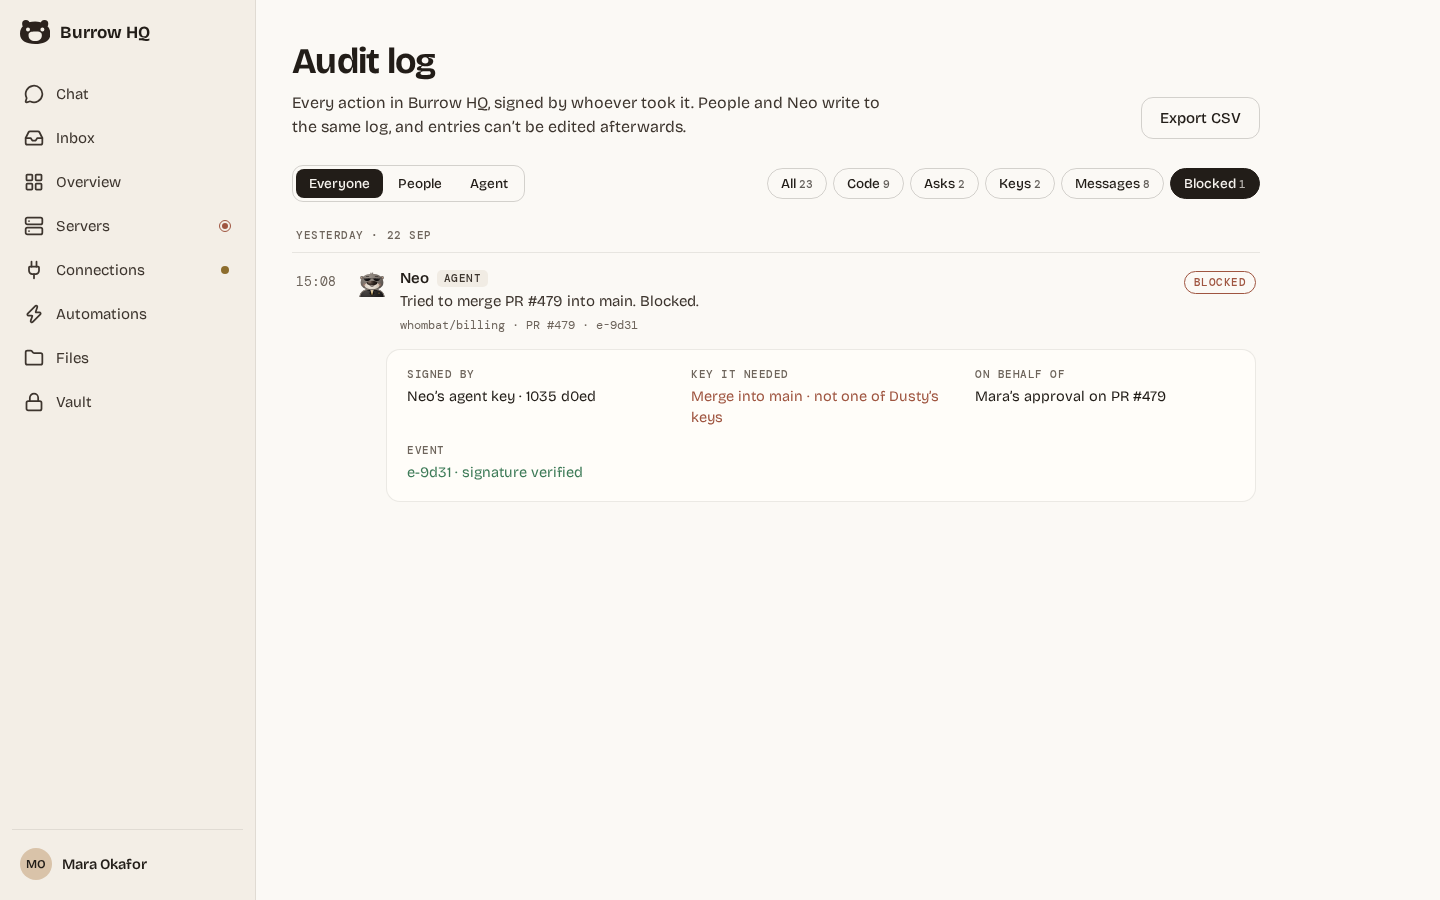 Burrow HQ
Chat
Inbox
Overview
Servers
Connections
Automations
Files
Vault
MO
Mara Okafor
Audit log
Every action in Burrow HQ, signed by whoever took it. People and Neo write to
the same log, and entries can't be edited afterwards.
Export CSV
Everyone People Agent
All 23 Code 9 Asks 2 Keys 2 Messages 8 Blocked 1
YESTERDAY · 22 SEP
15:08 Neo AGENT BLOCKED
Tried to merge PR #479 into main. Blocked.
whombat/billing · PR #479 · e-9d31
SIGNED BY
Neo's agent key · 1035 d0ed
KEY IT NEEDED
Merge into main · not one of Dusty's
keys
ON BEHALF OF
Mara's approval on PR #479
EVENT
e-9d31 · signature verified